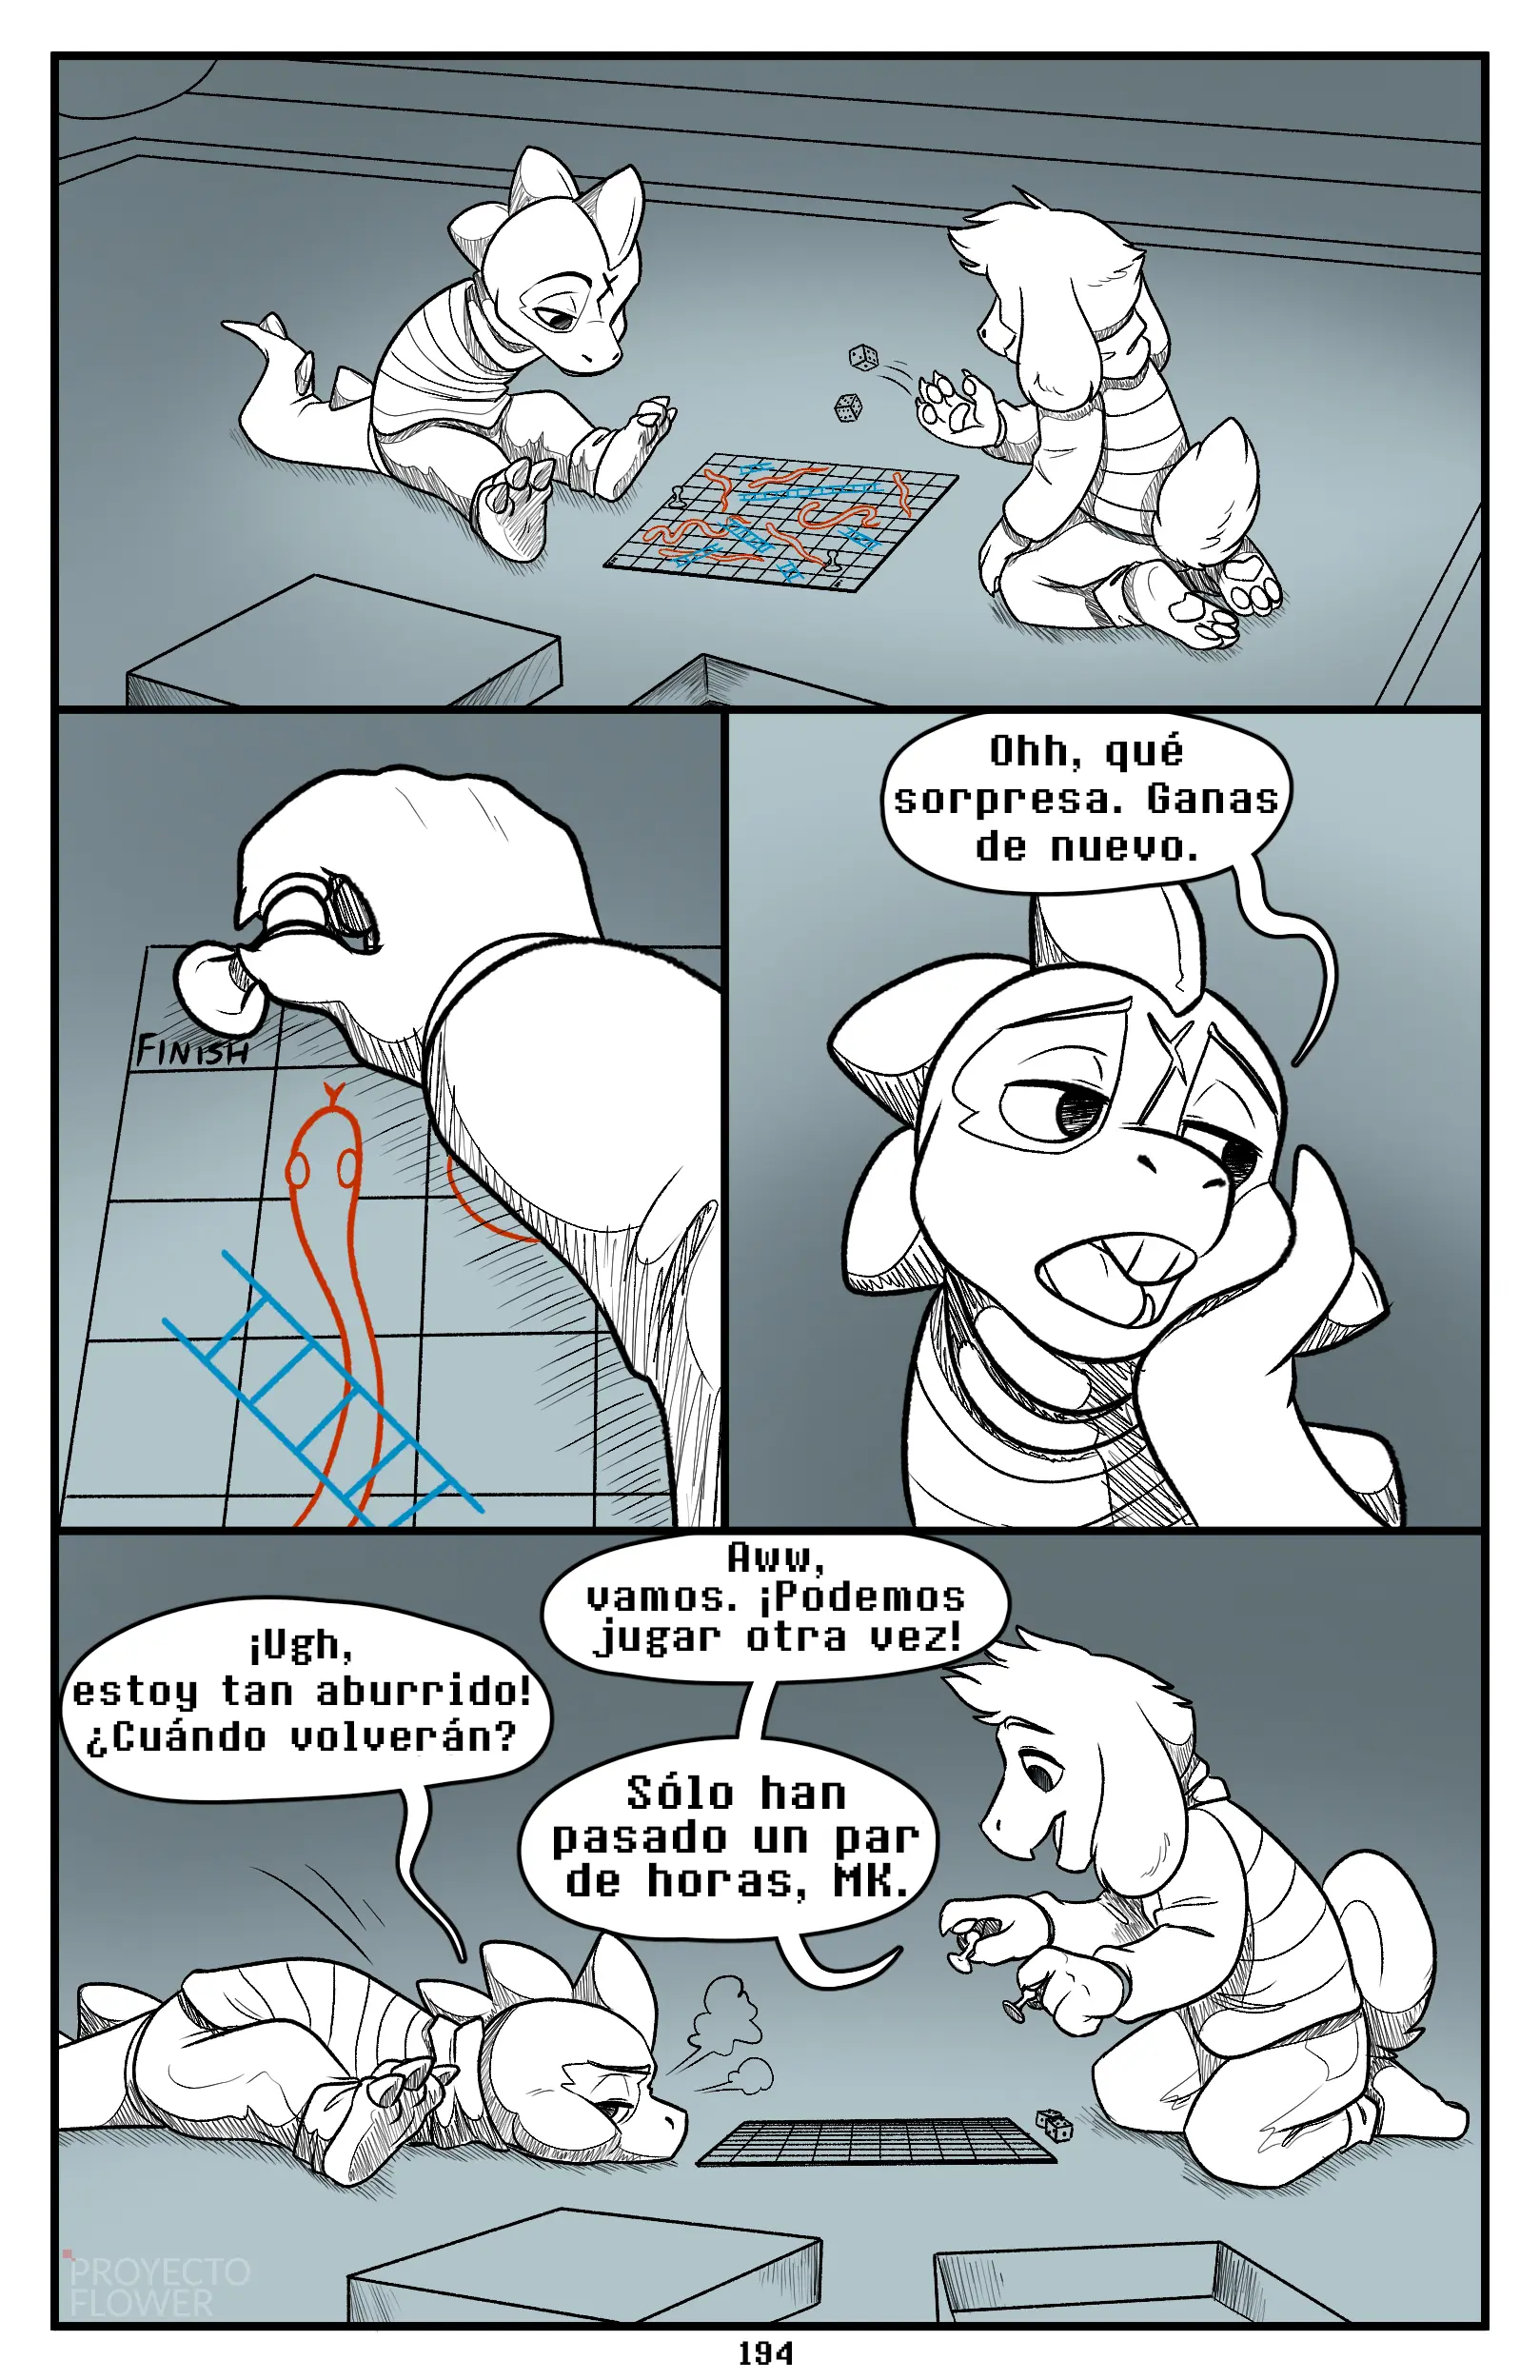 Ohh, qué
sorpresa. Ganas
de nuevo.
FINISH
Aww,
vamos. ¡Podemos
jugar otra vez!
¡Ugh,
estoy tan aburrido!
¿Cuándo volverán?
Sólo han
pasado un par
de horas, MK.
PROYECTO
FLOWER
194